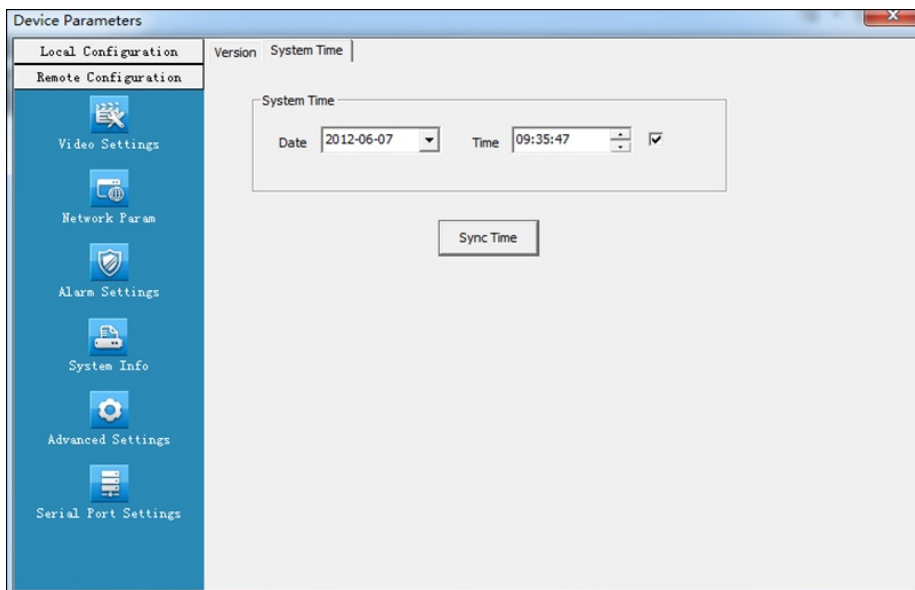 Device Parameters
Local Configuration
Remote Configuration
Video Settings
Network Param
Alarm Settings
System Info
Advanced Settings
Serial Port Settings
Version System Time
System Time
Date 2012-06-07 Time 09:35:47
Sync Time